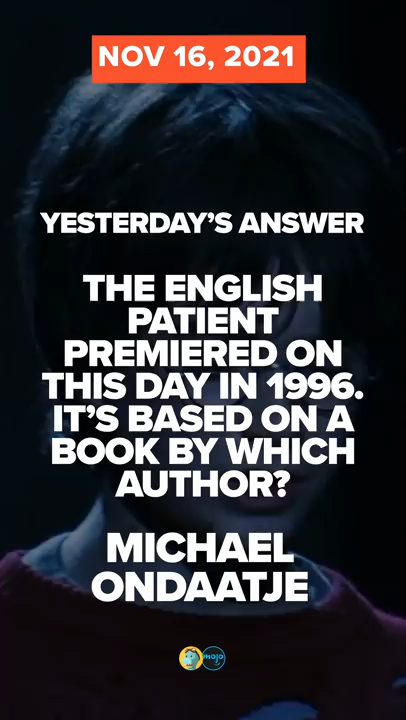 NOV 16, 2021
YESTERDAY'S ANSWER
THE ENGLISH
PATIENT
PREMIERED ON
THIS DAY IN 1996.
IT'S BASED ON A
BOOK BY WHICH
AUTHOR?
MICHAEL
ONDAATJE
mojo